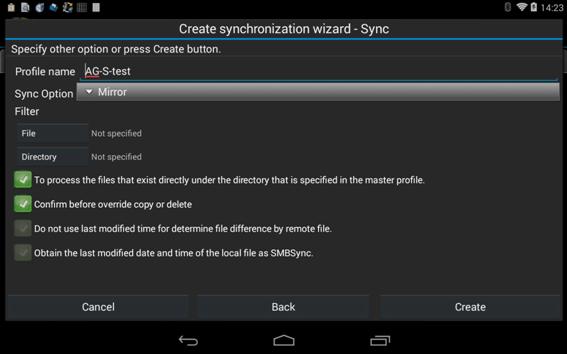 14:23
Create synchronization wizard - Sync
Specify other option or press Create button.
Profile name AG-S-test
Sync Option Mirror
Filter
File Not specified
Directory Not specified
To process the files that exist directly under the directory that is specified in the master profile.
Confirm before override copy or delete
Do not use last modified time for determine file difference by remote file.
Obtain the last modified date and time of the local file as SMBSync.
Cancel Back Create